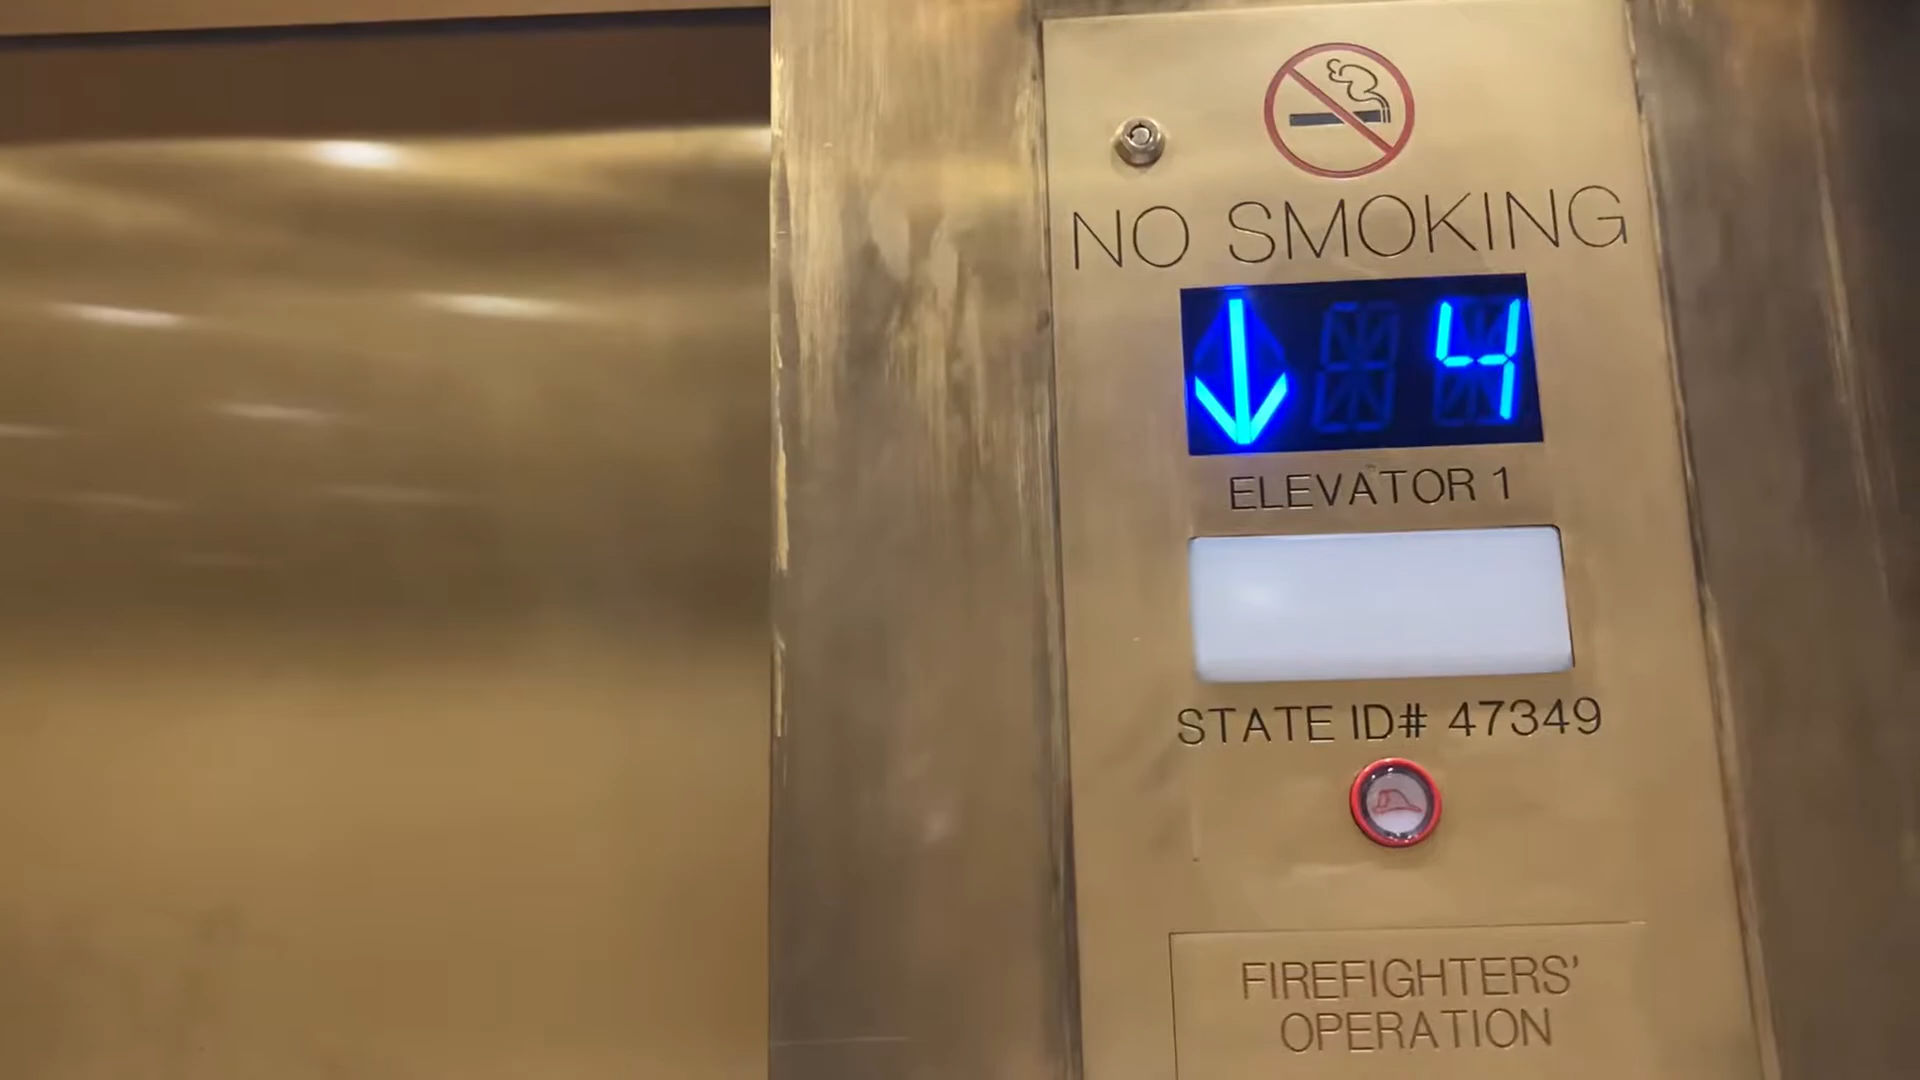 NO SMOKING
4
ELEVATOR 1
STATE ID# 47349
FIREFIGHTERS'
OPERATION